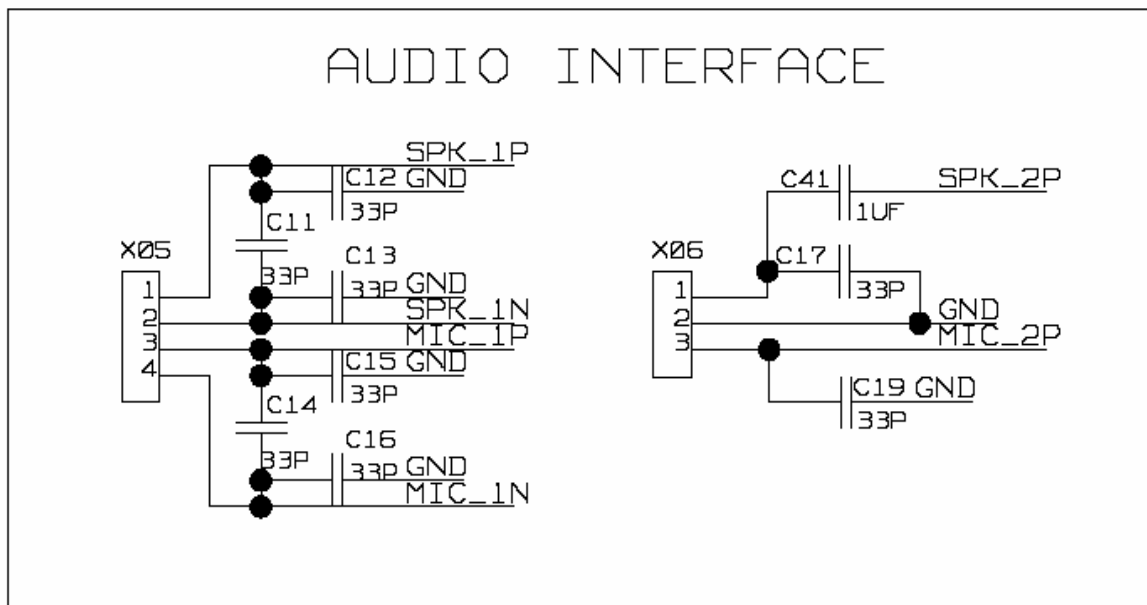 AUDIO INTERFACE
SPK_1P
C12 GND
33P
C11
X05
33P
C13
33P GND
SPK_1N
MIC_1P
1
2
3
4
C15 GND
33P
C14
33P
C16
33P GND
MIC_1N
C41
SPK_2P
1UF
X06
C17
33P
1
2
3
GND
MIC_2P
C19 GND
33P